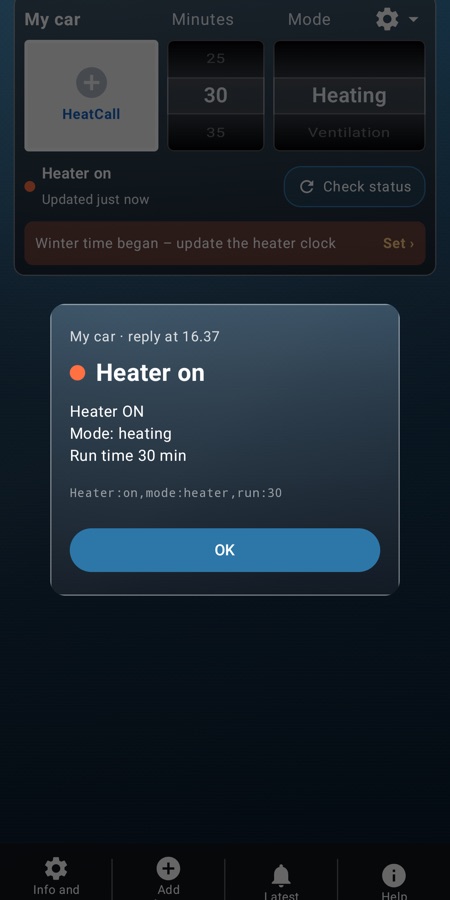 My car
Minutes
Mode
25
30
35
Heating
Ventilation
HeatCall
Heater on
Updated just now
Check status
Winter time began – update the heater clock
Set ›
My car · reply at 16.37
Heater on
Heater ON
Mode: heating
Run time 30 min
Heater:on,mode:heater,run:30
OK
Info and
Add
Latest
Help